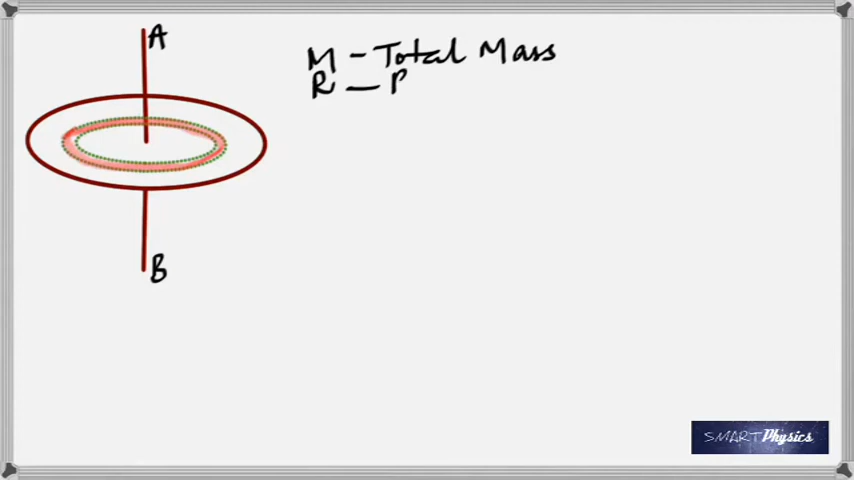 A
M - Total Mass
R — P
B
SMARTPhysics